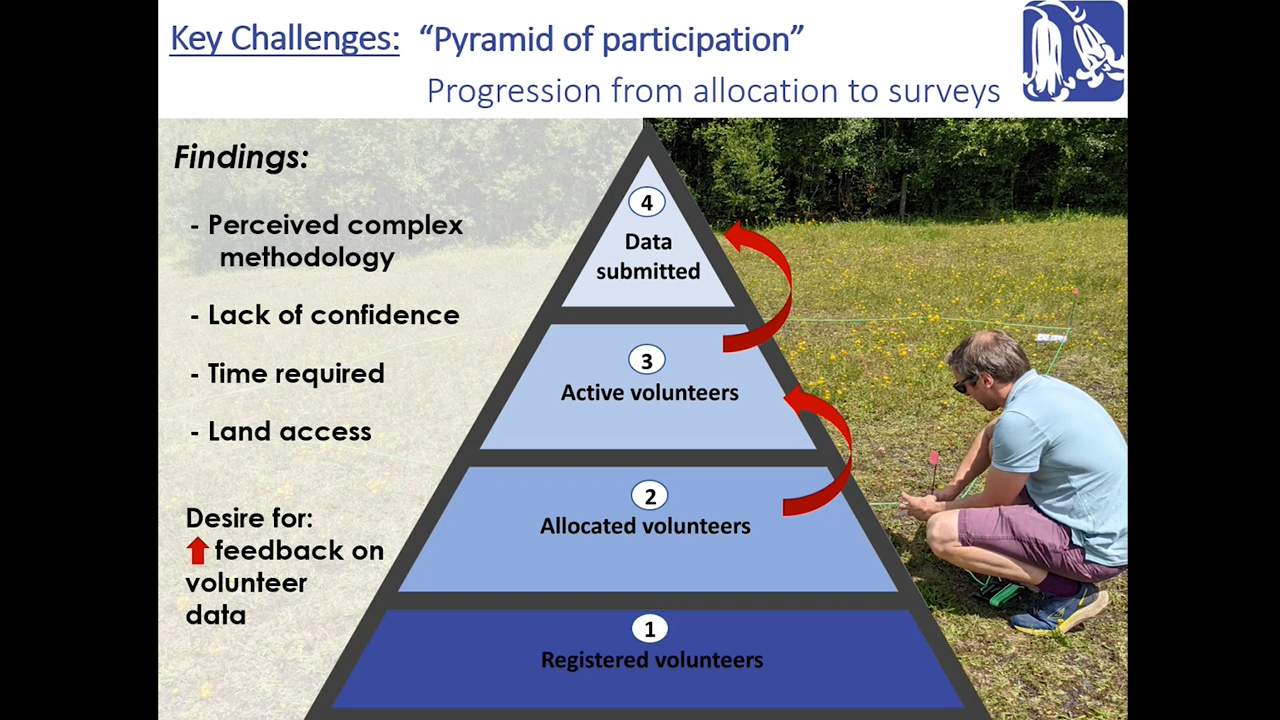 Key Challenges: “Pyramid of participation”
Progression from allocation to surveys
Findings:
- Perceived complex
methodology
- Lack of confidence
- Time required
- Land access
Desire for:
feedback on
volunteer
data
4
Data
submitted
3
Active volunteers
2
Allocated volunteers
1
Registered volunteers